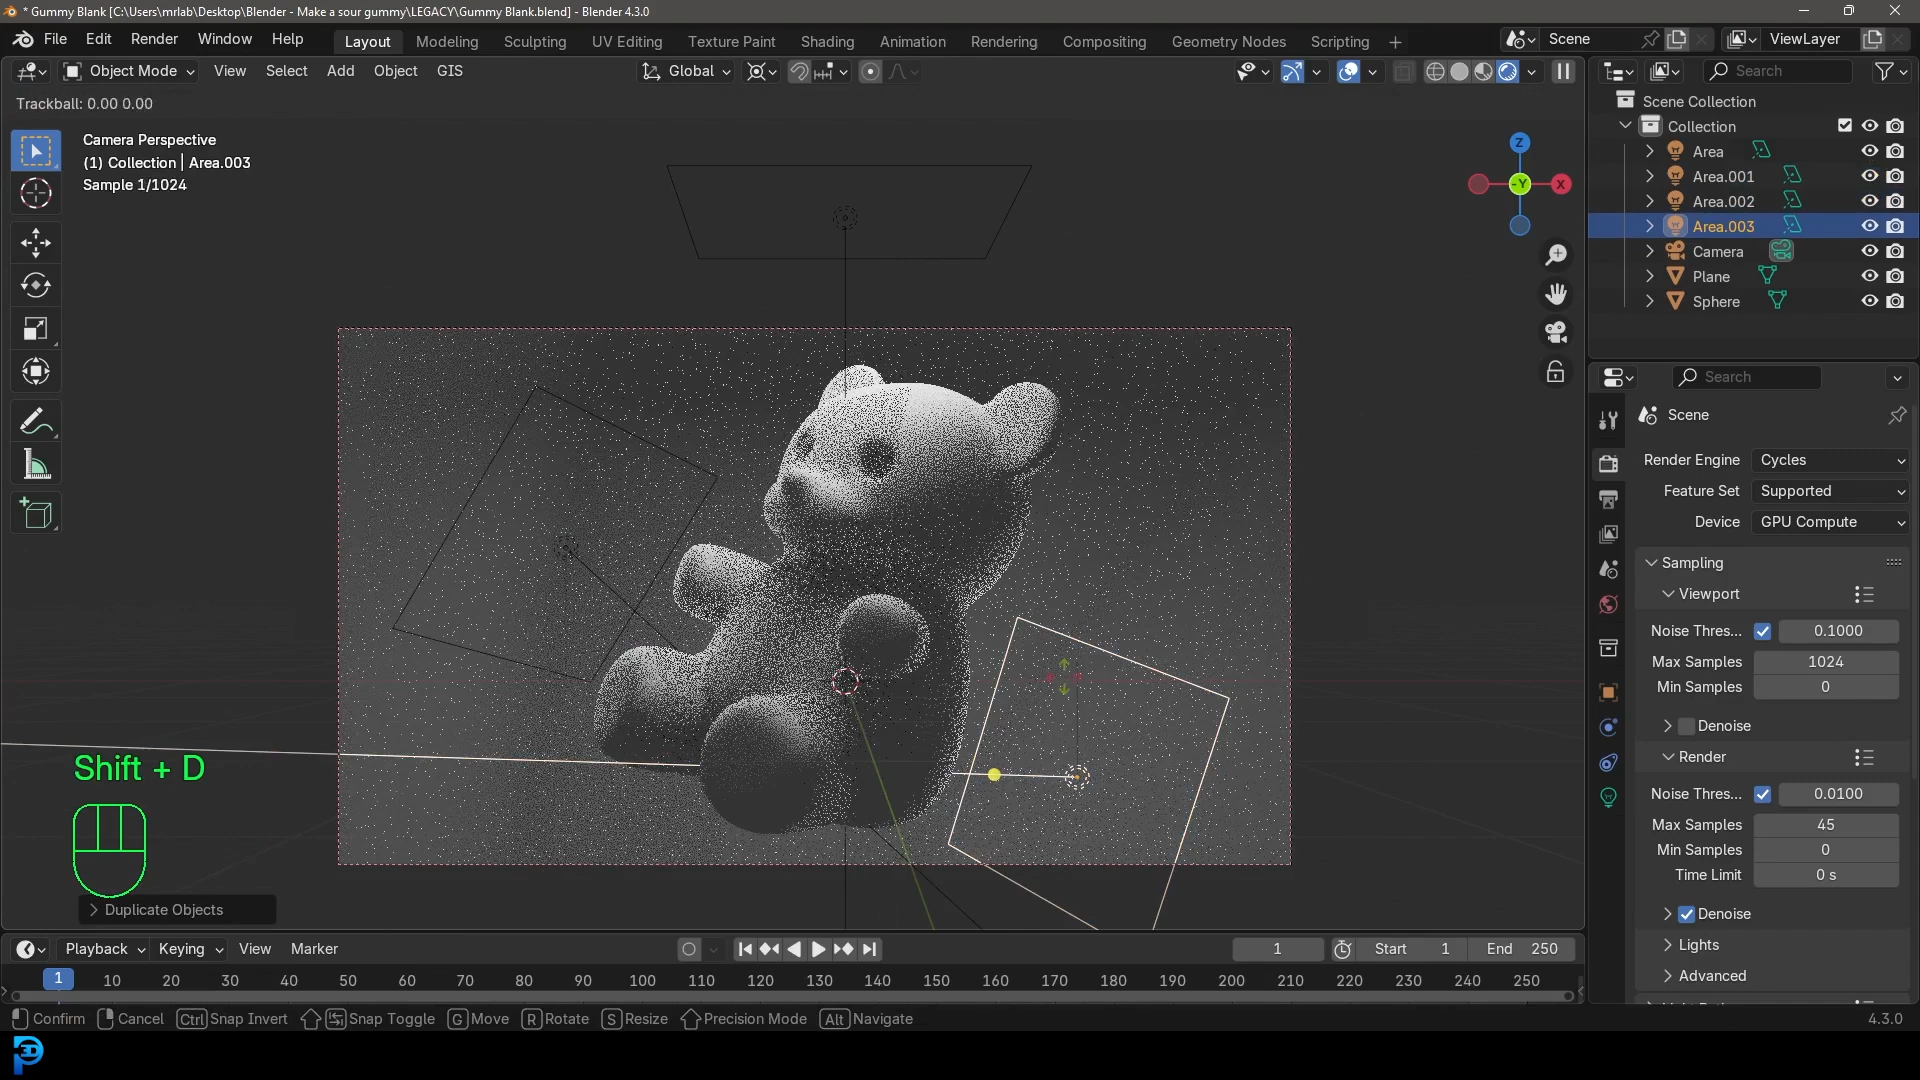 * Gummy Blank [C:\Users\mrlab\Desktop\Blender - Make a sour gummy\LEGACY\Gummy Blank.blend] - Blender 4.3.0
File Edit Render Window Help Layout Modeling Sculpting UV Editing Texture Paint Shading Animation Rendering Compositing Geometry Nodes Scripting + Scene ViewLayer
Object Mode View Select Add Object GIS Global Search
Trackball: 0.00 0.00
Camera Perspective
(1) Collection | Area.003
Sample 1/1024
Z
-Y
X
Scene Collection
Collection
Area
Area.001
Area.002
Area.003
Camera
Plane
Sphere
Search
Scene
Render Engine Cycles
Feature Set Supported
Device GPU Compute
Sampling
Viewport
Noise Thres... 0.1000
Max Samples 1024
Min Samples 0
Denoise
Render
Noise Thres... 0.0100
Max Samples 45
Min Samples 0
Time Limit 0 s
Denoise
Lights
Advanced
Shift + D
Duplicate Objects
Playback Keying View Marker 1 Start 1 End 250
1 10 20 30 40 50 60 70 80 90 100 110 120 130 140 150 160 170 180 190 200 210 220 230 240 250
Confirm Cancel Ctrl Snap Invert Snap Toggle G Move R Rotate S Resize Precision Mode Alt Navigate 4.3.0